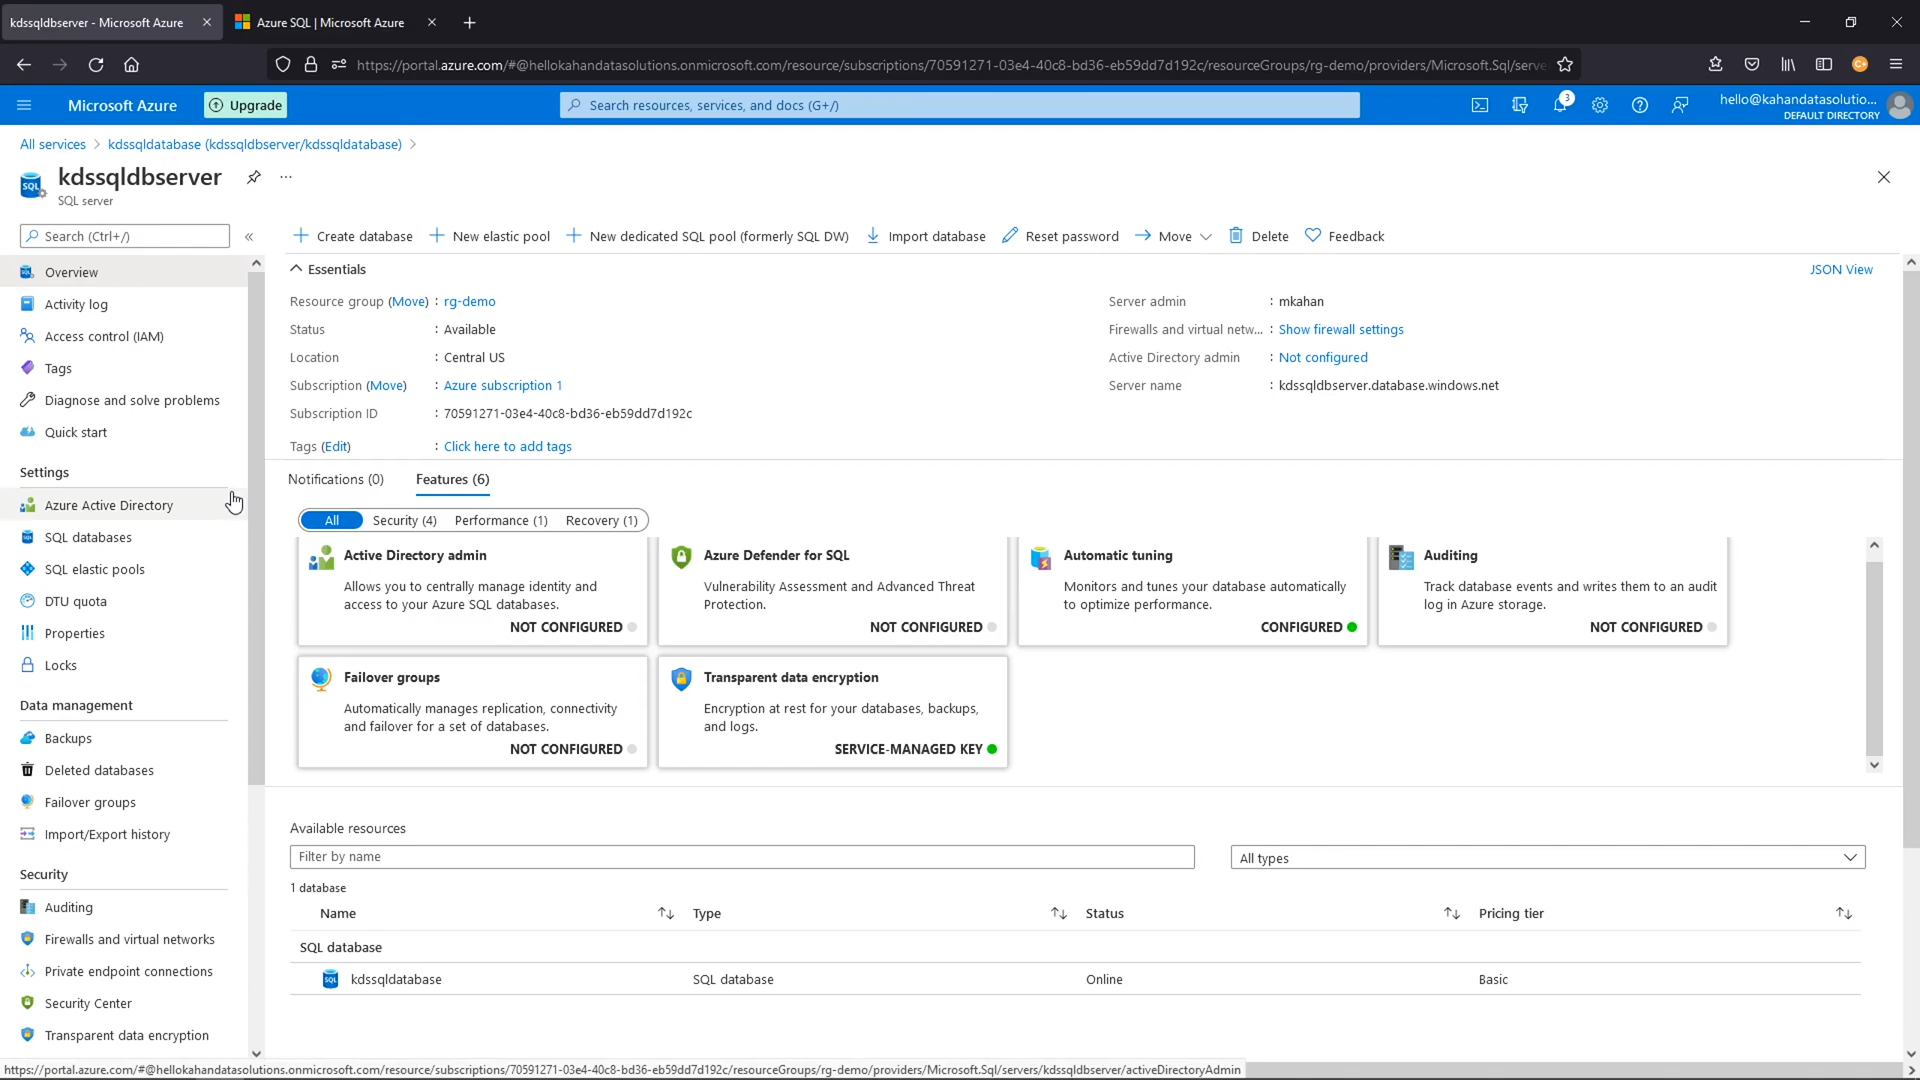 kdssqldbserver - Microsoft Azure
Azure SQL | Microsoft Azure
https://portal.azure.com/#@hellokahandatasolutions.onmicrosoft.com/resource/subscriptions/70591271-03e4-40c8-bd36-eb59dd7d192c/resourceGroups/rg-demo/providers/Microsoft.Sql/serve
Microsoft Azure
Upgrade
Search resources, services, and docs (G+/)
3
hello@kahandatasolutio...
DEFAULT DIRECTORY
All services > kdssqldatabase (kdssqldbserver/kdssqldatabase) >
SQL
kdssqldbserver
...
SQL server
Search (Ctrl+/)
«
Create database
New elastic pool
New dedicated SQL pool (formerly SQL DW)
Import database
Reset password
Move
Delete
Feedback
Overview
Activity log
Access control (IAM)
Tags
Diagnose and solve problems
Quick start
Settings
Azure Active Directory
SQL databases
SQL elastic pools
DTU quota
Properties
Locks
Data management
Backups
Deleted databases
Failover groups
Import/Export history
Security
Auditing
Firewalls and virtual networks
Private endpoint connections
Security Center
Transparent data encryption
Essentials
JSON View
Resource group (Move) : rg-demo
Status : Available
Location : Central US
Subscription (Move) : Azure subscription 1
Subscription ID : 70591271-03e4-40c8-bd36-eb59dd7d192c
Tags (Edit) : Click here to add tags
Server admin : mkahan
Firewalls and virtual netw... : Show firewall settings
Active Directory admin : Not configured
Server name : kdssqldbserver.database.windows.net
Notifications (0)
Features (6)
All
Security (4)
Performance (1)
Recovery (1)
Active Directory admin
Allows you to centrally manage identity and
access to your Azure SQL databases.
NOT CONFIGURED
Azure Defender for SQL
Vulnerability Assessment and Advanced Threat
Protection.
NOT CONFIGURED
Automatic tuning
Monitors and tunes your database automatically
to optimize performance.
CONFIGURED
Auditing
Track database events and writes them to an audit
log in Azure storage.
NOT CONFIGURED
Failover groups
Automatically manages replication, connectivity
and failover for a set of databases.
NOT CONFIGURED
Transparent data encryption
Encryption at rest for your databases, backups,
and logs.
SERVICE-MANAGED KEY
Available resources
Filter by name
All types
1 database
Name
Type
Status
Pricing tier
SQL database
SQL
kdssqldatabase
SQL database
Online
Basic
https://portal.azure.com/#@hellokahandatasolutions.onmicrosoft.com/resource/subscriptions/70591271-03e4-40c8-bd36-eb59dd7d192c/resourceGroups/rg-demo/providers/Microsoft.Sql/servers/kdssqldbserver/activeDirectoryAdmin